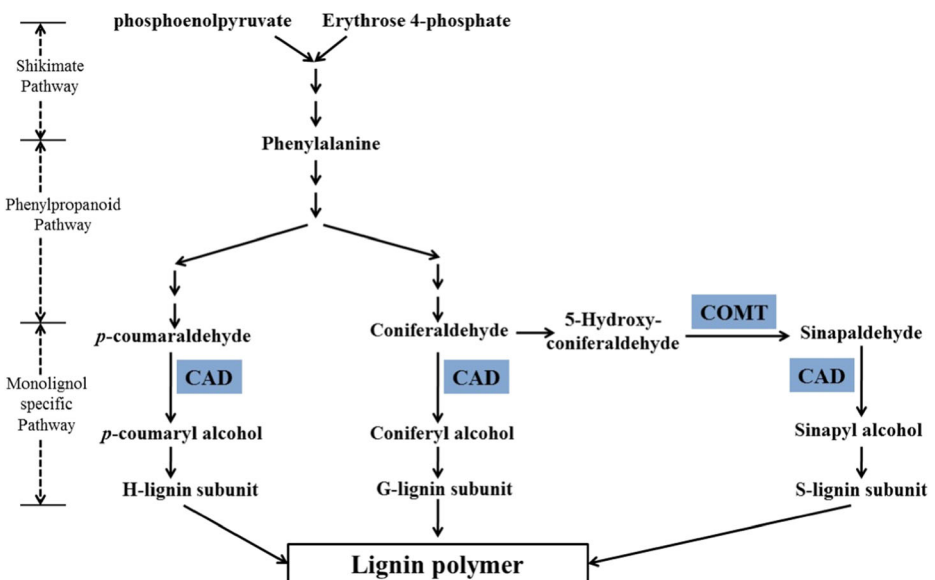 phosphoenolpyruvate Erythrose 4-phosphate
Shikimate
Pathway
Phenylalanine
Phenylpropanoid
Pathway
p-coumaraldehyde
Coniferaldehyde
5-Hydroxy-
coniferaldehyde
COMT
Sinapaldehyde
Monolignol
specific
Pathway
CAD
CAD
CAD
p-coumaryl alcohol
Coniferyl alcohol
Sinapyl alcohol
H-lignin subunit
G-lignin subunit
S-lignin subunit
Lignin polymer